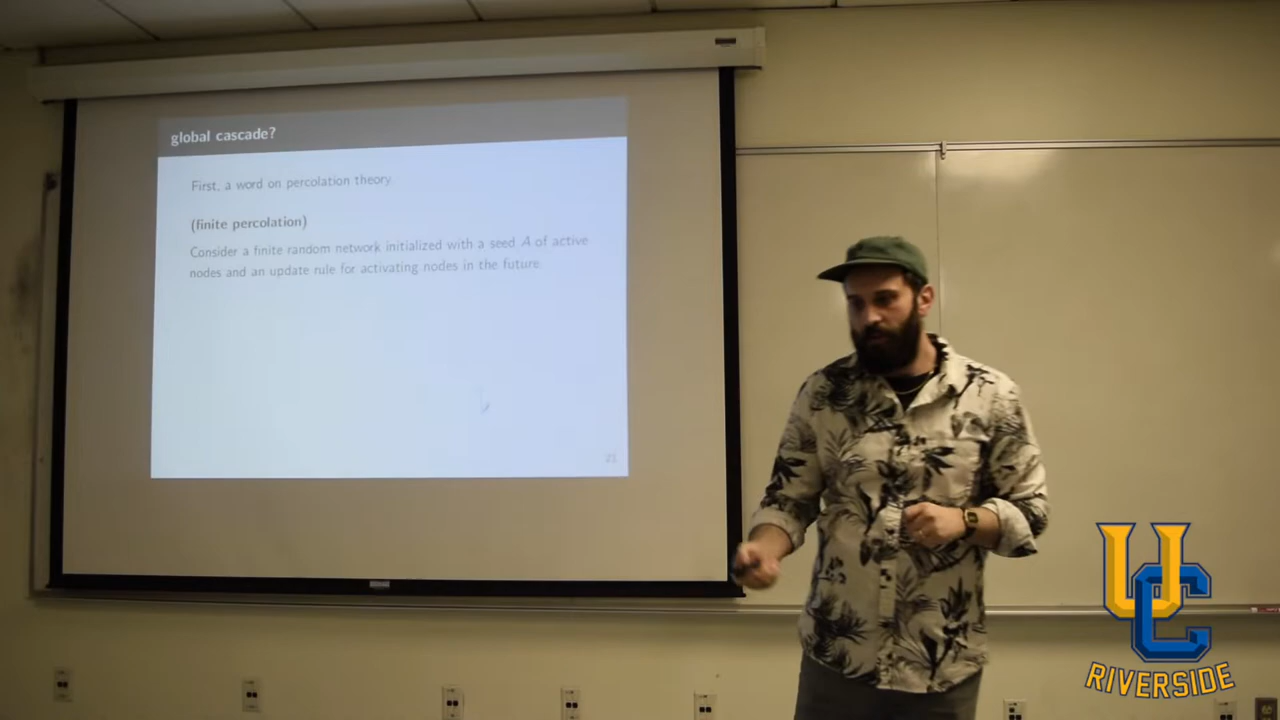 global cascade?
First, a word on percolation theory
(finite percolation)
Consider a finite random network initialized with a seed A of active
nodes and an update rule for activating nodes in the future
21
UC
RIVERSIDE